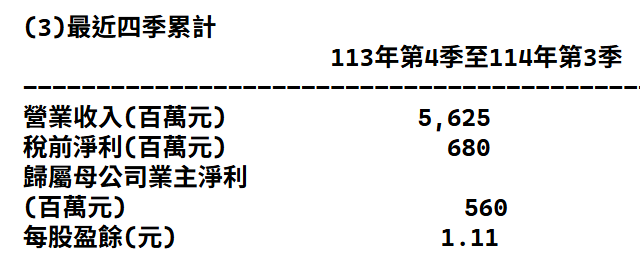 (3)最近四季累計
113年第4季至114年第3季
--------------------------------------------
營業收入(百萬元) 5,625
稅前淨利(百萬元) 680
歸屬母公司業主淨利
(百萬元) 560
每股盈餘(元) 1.11